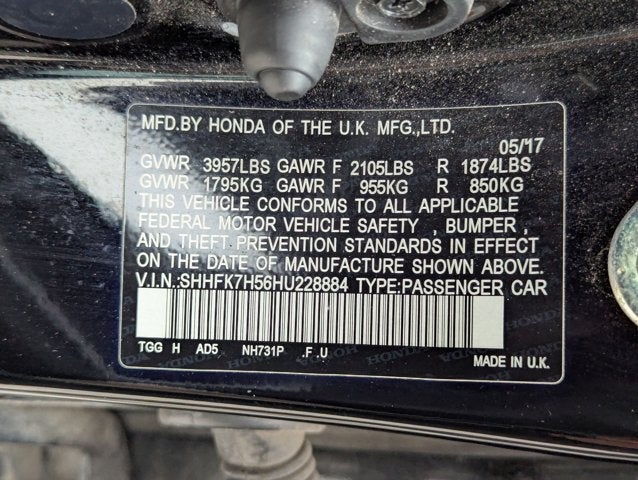 MFD.BY HONDA OF THE U.K. MFG.,LTD.
05/17
GVWR 3957LBS GAWR F 2105LBS R 1874LBS
GVWR 1795KG GAWR F 955KG R 850KG
THIS VEHICLE CONFORMS TO ALL APPLICABLE
FEDERAL MOTOR VEHICLE SAFETY , BUMPER ,
AND THEFT PREVENTION STANDARDS IN EFFECT
ON THE DATE OF MANUFACTURE SHOWN ABOVE.
V.I.N.:SHHFK7H56HU228884 TYPE:PASSENGER CAR
TGG H AD5 NH731P .F .U
MADE IN U.K.